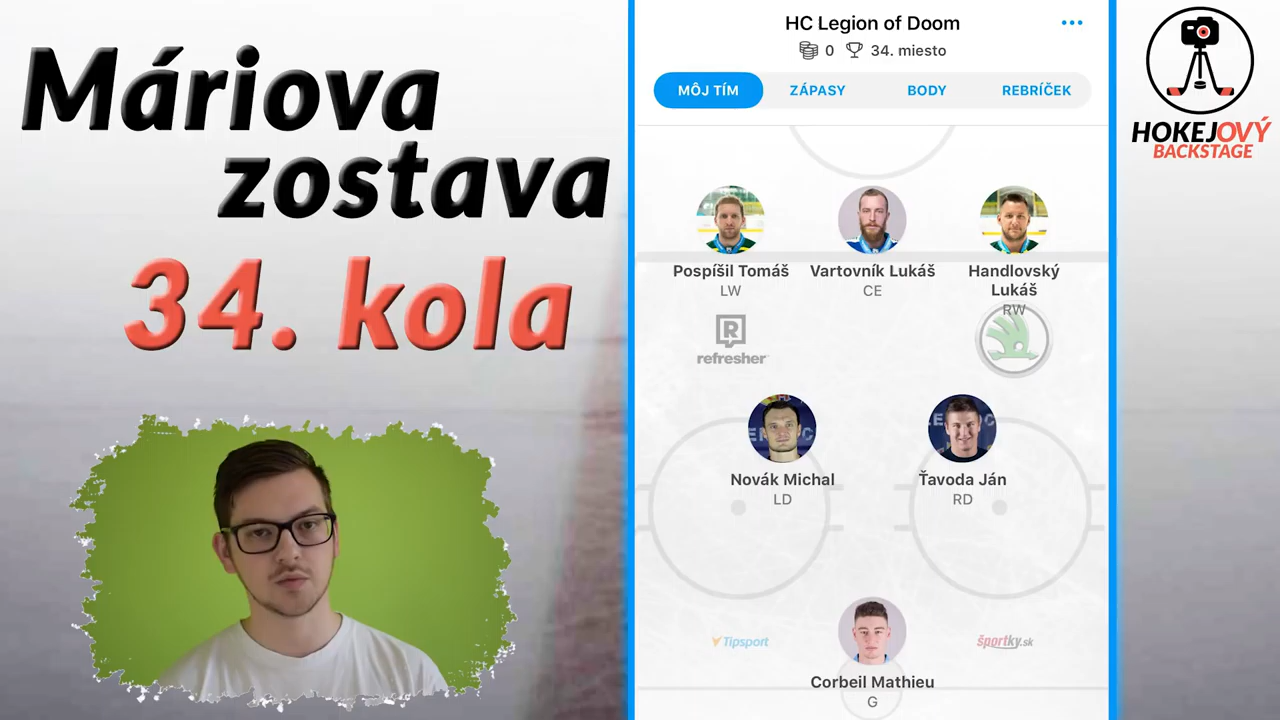 Máriova
zostava
34. kola
HC Legion of Doom
0 34. miesto
MÔJ TÍM ZÁPASY BODY REBRÍČEK
HOKEJOVÝ
BACKSTAGE
Pospíšil Tomáš Vartovník Lukáš Handlovský
Lukáš
LW CE RW
R
refresher
Novák Michal Ťavoda Ján
LD RD
Tipsport športky.sk
Corbeil Mathieu
G